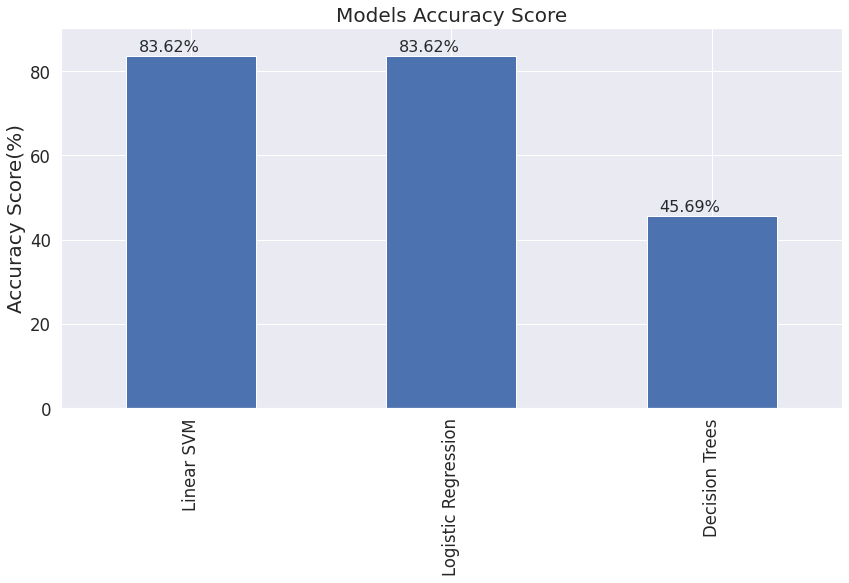 Models Accuracy Score
Accuracy Score(%)
80
60
40
20
0
83.62%
83.62%
45.69%
Linear SVM
Logistic Regression
Decision Trees